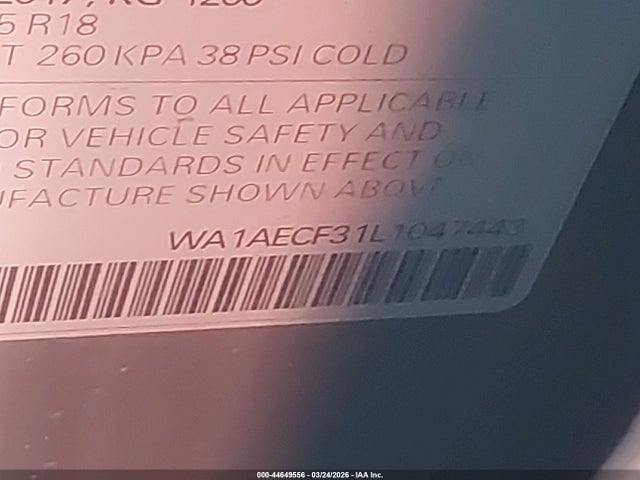 5 R18
T 260 KPA 38 PSI COLD
FORMS TO ALL APPLICABLE
OR VEHICLE SAFETY AND
STANDARDS IN EFFECT ON
UFACTURE SHOWN ABOVE
WA1AECF31L1047443
000-44649556 - 03/24/2026 - IAA Inc.